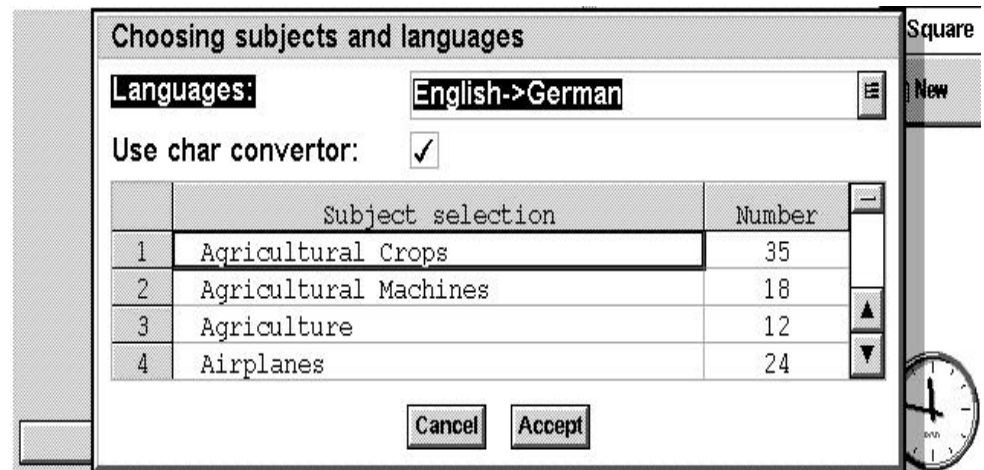 Choosing subjects and languages
Square
Languages: English->German
New
Use char convertor: ✓
Subject selection Number
1 Agricultural Crops 35
2 Agricultural Machines 18
3 Agriculture 12
4 Airplanes 24
Cancel Accept